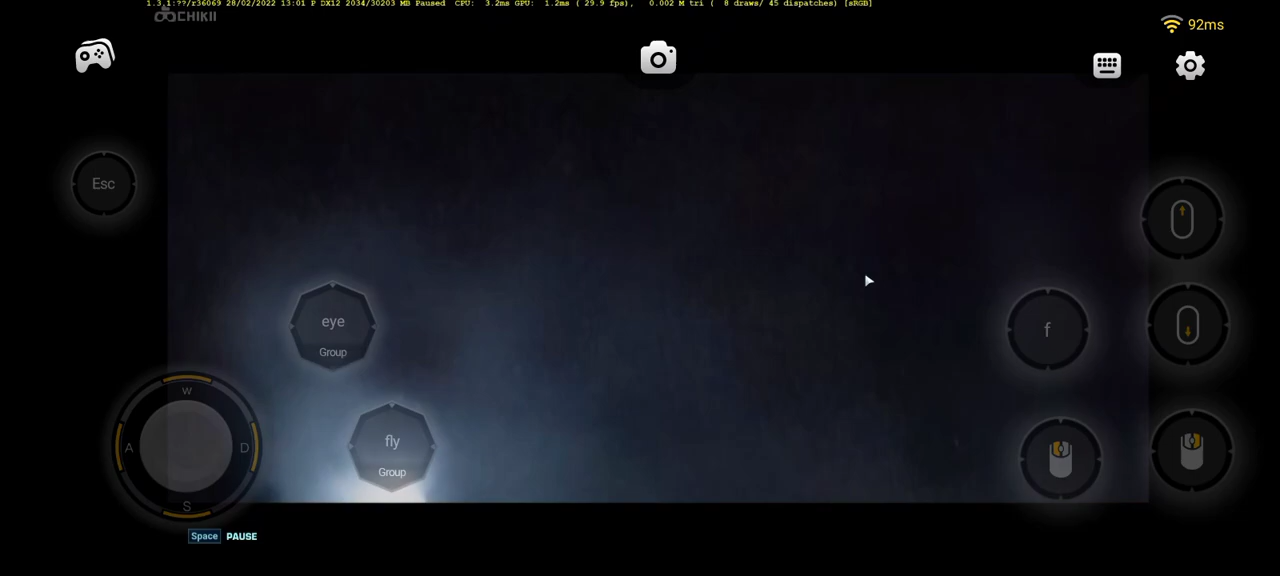 1.3.1:??/r36069 28/02/2022 13:01 P DX12 2034/30203 MB Paused CPU: 3.2ms GPU: 1.2ms ( 29.9 fps), 0.002 M tri ( 8 draws/ 45 dispatches) [sRGB]
CHIKII
92ms
Esc
eye
Group
f
W
A
D
S
fly
Group
Space PAUSE